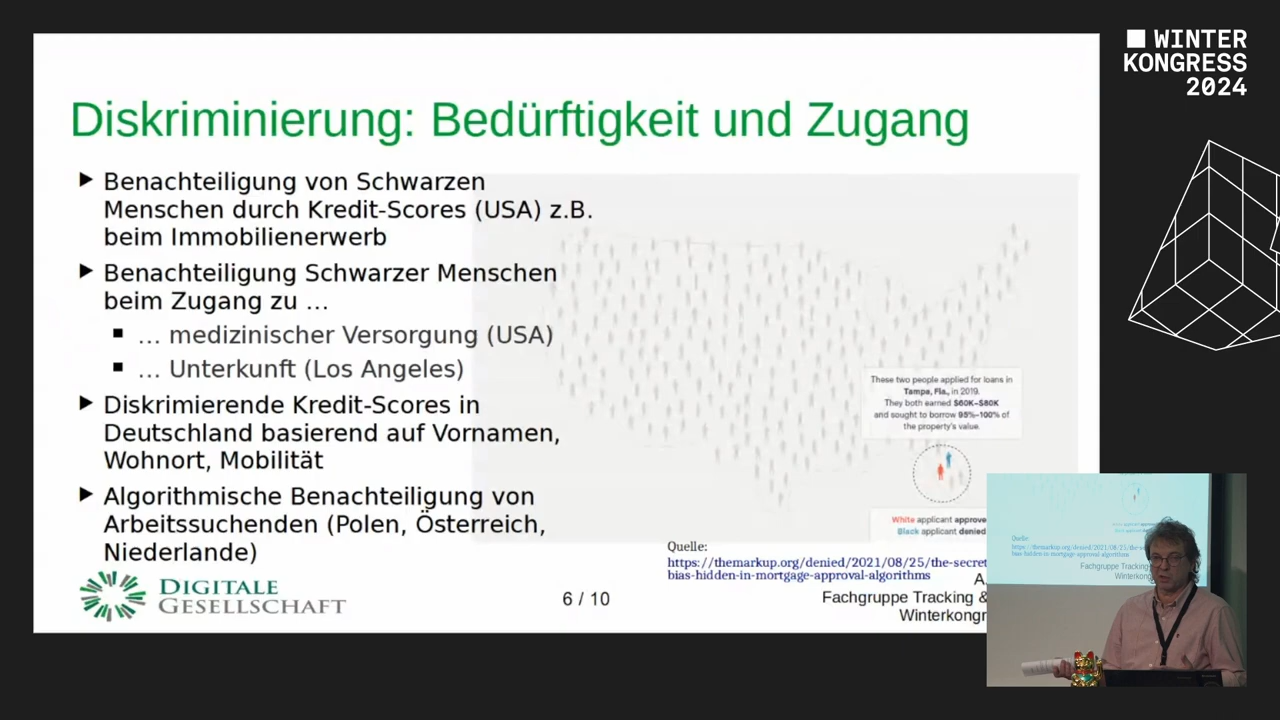 WINTER
KONGRESS
2024
Diskriminierung: Bedürftigkeit und Zugang
Benachteiligung von Schwarzen
Menschen durch Kredit-Scores (USA) z.B.
beim Immobilienerwerb
Benachteiligung Schwarzer Menschen
beim Zugang zu …
… medizinischer Versorgung (USA)
… Unterkunft (Los Angeles)
Diskrimierende Kredit-Scores in
Deutschland basierend auf Vornamen,
Wohnort, Mobilität
Algorithmische Benachteiligung von
Arbeitssuchenden (Polen, Österreich,
Niederlande)
These two people applied for loans in
Tampa, Fla., in 2019.
They both earned $60K–$80K
and sought to borrow 95%–100% of
the property's value.
White applicant approve
Black applicant denied
Quelle:
https://themarkup.org/denied/2021/08/25/the-secret
bias-hidden-in-mortgage-approval-algorithms
DIGITALE
GESELLSCHAFT
6 / 10
A
Fachgruppe Tracking &
Winterkongr
Quelle:
Fachgruppe Tracking
Winterkong